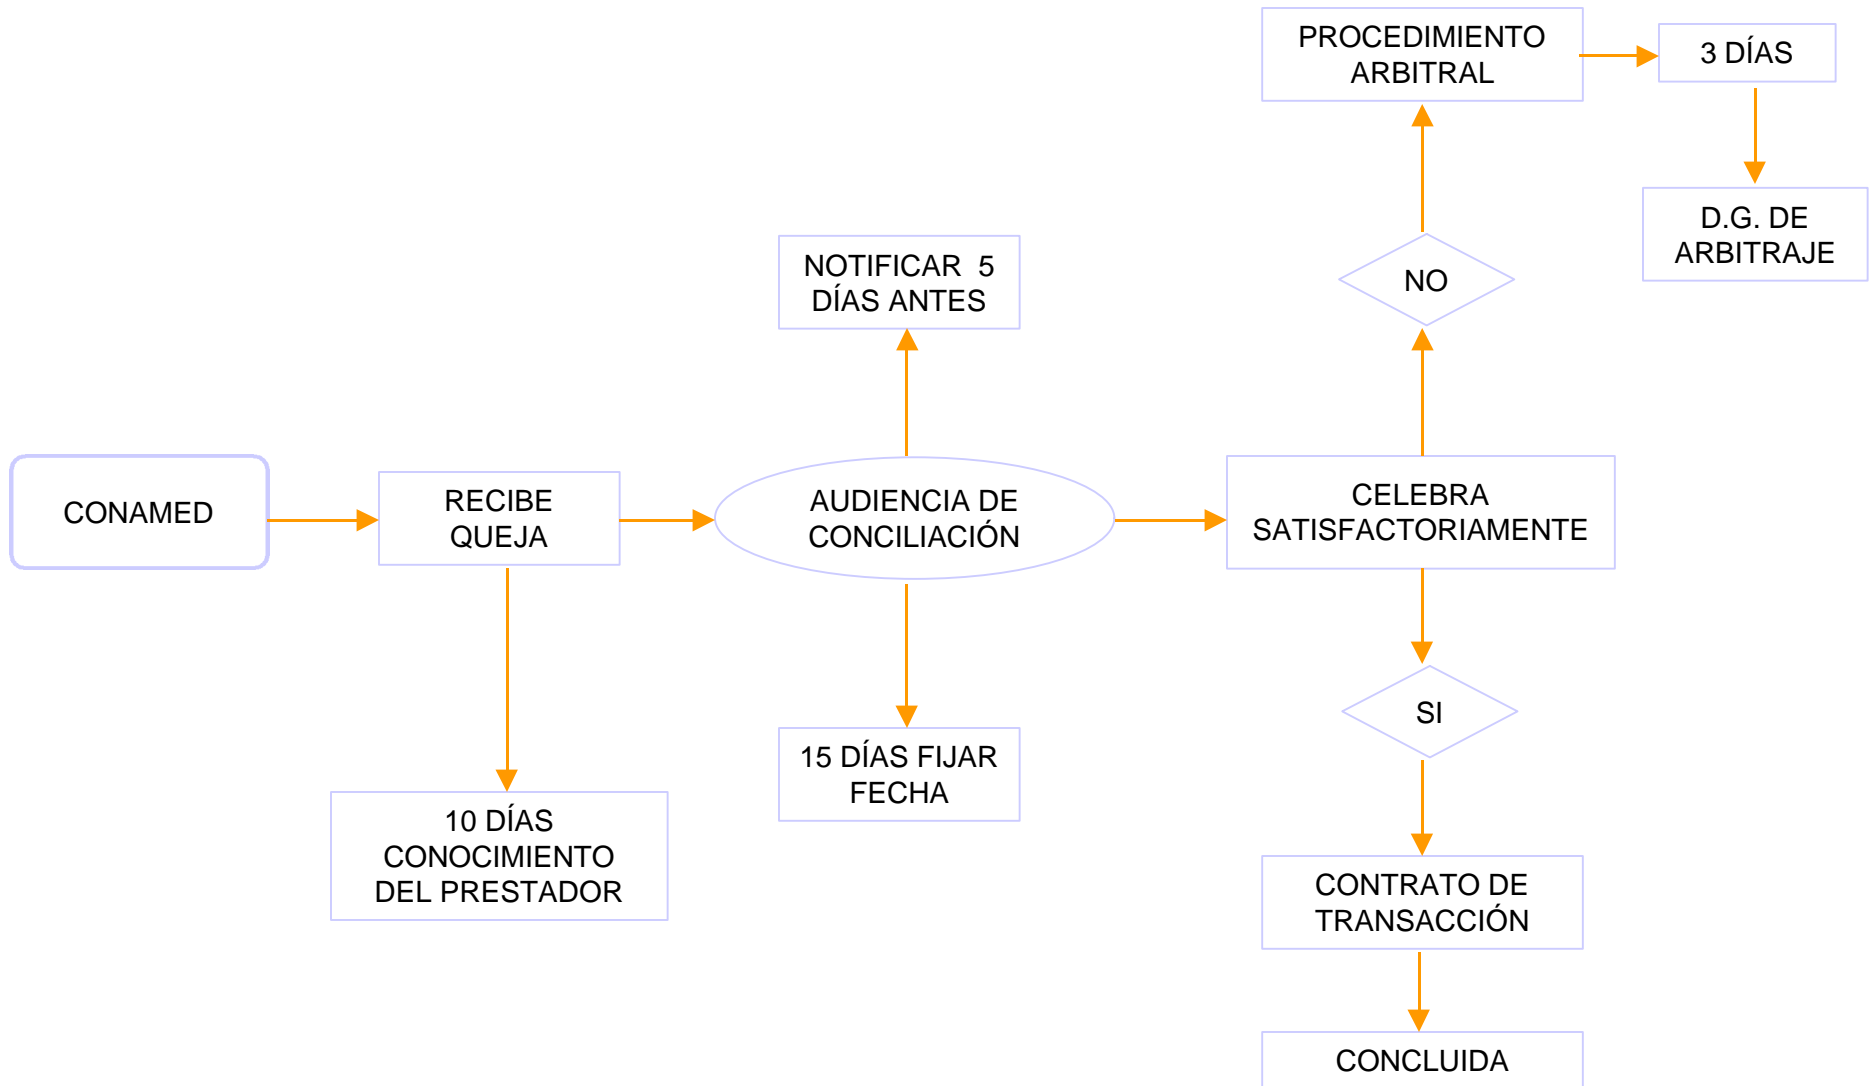 PROCEDIMIENTO
ARBITRAL
3 DÍAS
D.G. DE
ARBITRAJE
NOTIFICAR  5
DÍAS ANTES
NO
CONAMED
RECIBE
QUEJA
AUDIENCIA DE
CONCILIACIÓN
CELEBRA
SATISFACTORIAMENTE
SI
15 DÍAS FIJAR
FECHA
10 DÍAS
CONOCIMIENTO
DEL PRESTADOR
CONTRATO DE
TRANSACCIÓN
CONCLUIDA